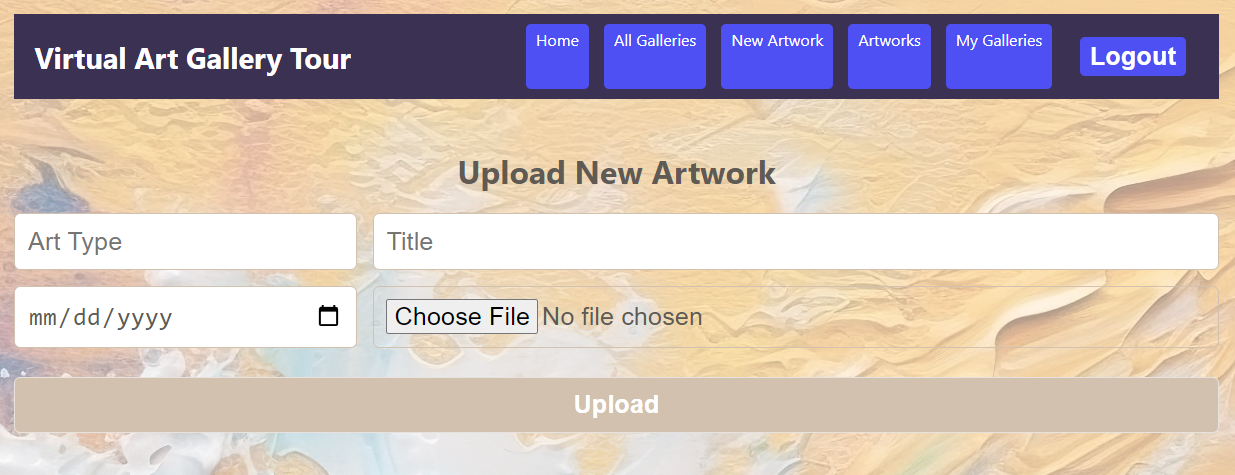 Virtual Art Gallery Tour Home All Galleries New Artwork Artworks My Galleries Logout
Upload New Artwork
Art Type Title
mm/dd/yyyy Choose File No file chosen
Upload